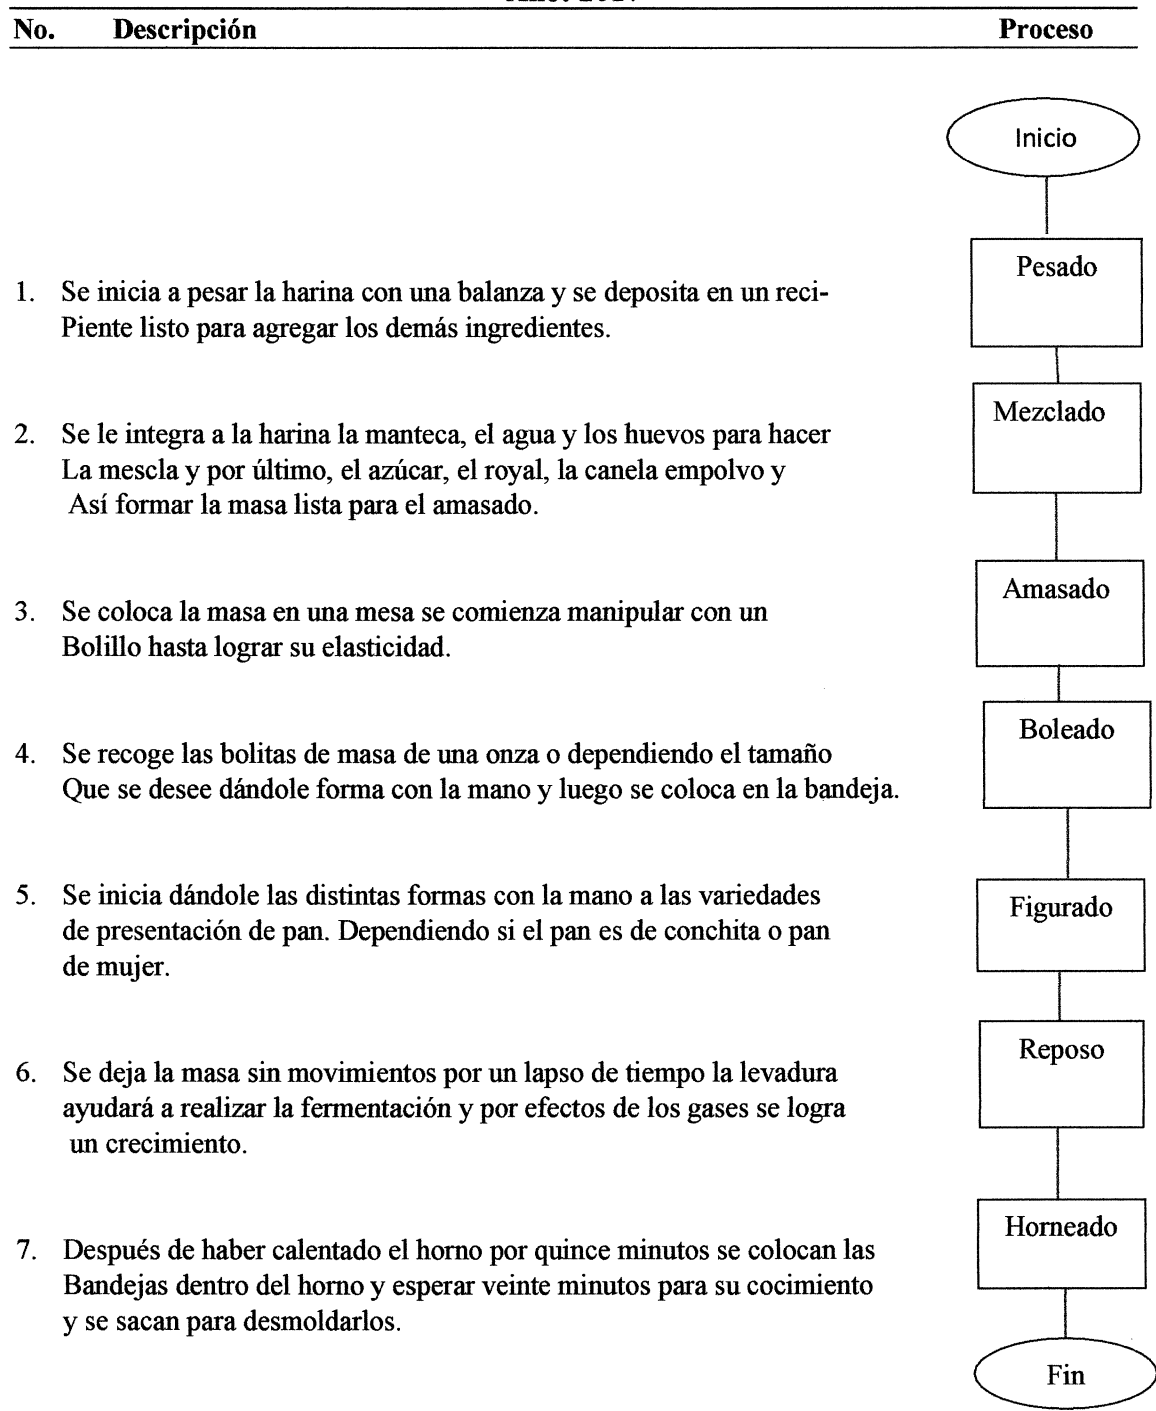 No. Descripción Proceso
Inicio
Pesado
1. Se inicia a pesar la harina con una balanza y se deposita en un reci-
Piente listo para agregar los demás ingredientes.
Mezclado
2. Se le integra a la harina la manteca, el agua y los huevos para hacer
La mescla y por último, el azúcar, el royal, la canela empolvo y
Así formar la masa lista para el amasado.
Amasado
3. Se coloca la masa en una mesa se comienza manipular con un
Bolillo hasta lograr su elasticidad.
Boleado
4. Se recoge las bolitas de masa de una onza o dependiendo el tamaño
Que se desee dándole forma con la mano y luego se coloca en la bandeja.
Figurado
5. Se inicia dándole las distintas formas con la mano a las variedades
de presentación de pan. Dependiendo si el pan es de conchita o pan
de mujer.
Reposo
6. Se deja la masa sin movimientos por un lapso de tiempo la levadura
ayudará a realizar la fermentación y por efectos de los gases se logra
un crecimiento.
Horneado
7. Después de haber calentado el horno por quince minutos se colocan las
Bandejas dentro del horno y esperar veinte minutos para su cocimiento
y se sacan para desmoldarlos.
Fin